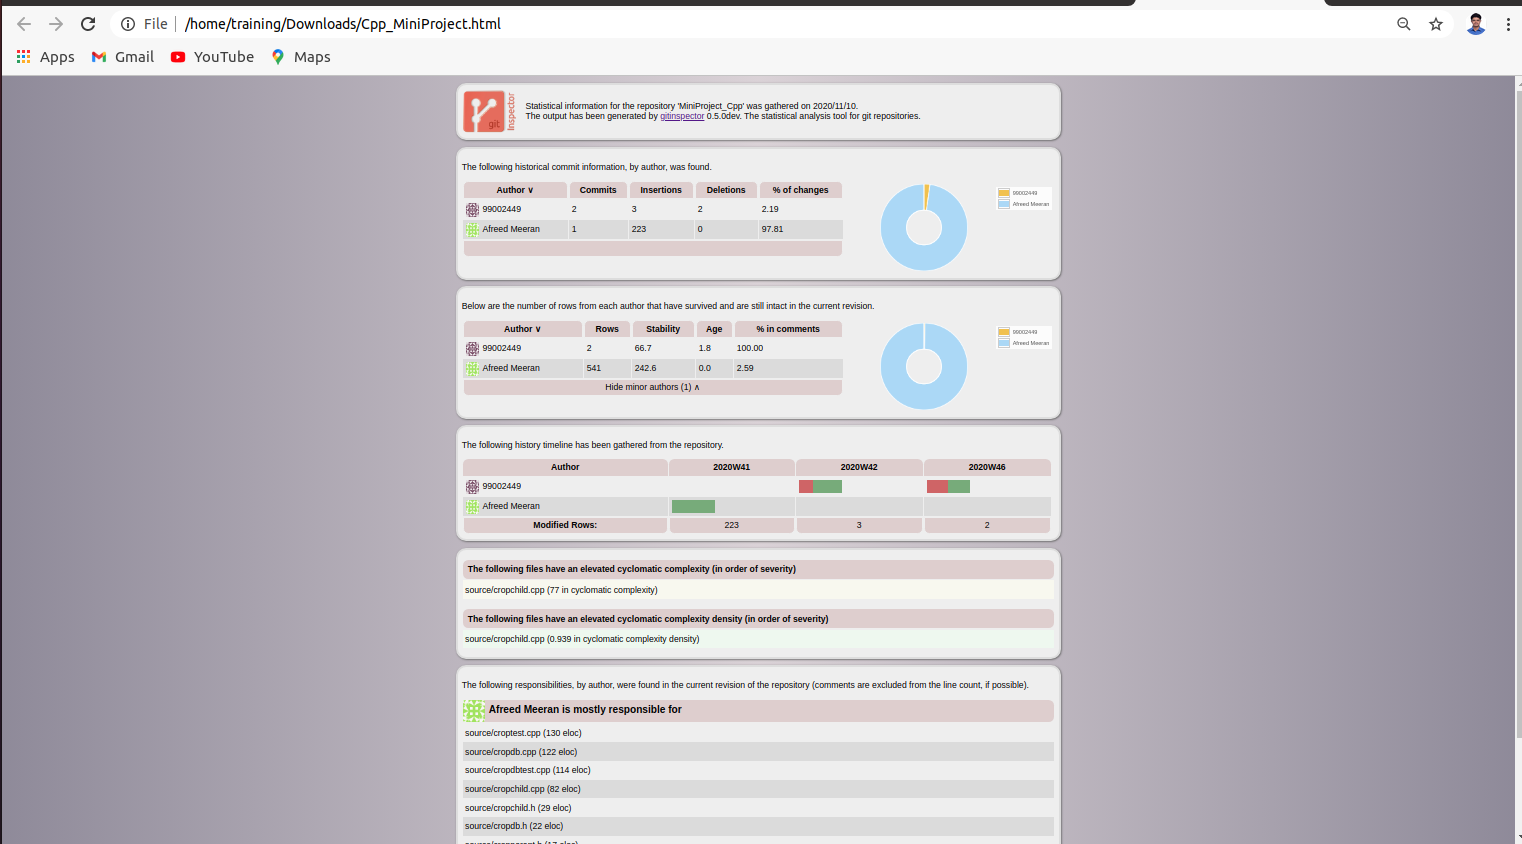 File | /home/training/Downloads/Cpp_MiniProject.html
Apps Gmail YouTube Maps
git inspector
Statistical information for the repository 'MiniProject_Cpp' was gathered on 2020/11/10.
The output has been generated by gitinspector 0.5.0dev. The statistical analysis tool for git repositories.
The following historical commit information, by author, was found.
Author ∨ Commits Insertions Deletions % of changes
99002449 2 3 2 2.19
Afreed Meeran 1 223 0 97.81
99002449
Afreed Meeran
Below are the number of rows from each author that have survived and are still intact in the current revision.
Author ∨ Rows Stability Age % in comments
99002449 2 66.7 1.8 100.00
Afreed Meeran 541 242.6 0.0 2.59
Hide minor authors (1) ∧
99002449
Afreed Meeran
The following history timeline has been gathered from the repository.
Author 2020W41 2020W42 2020W46
99002449
Afreed Meeran
Modified Rows: 223 3 2
The following files have an elevated cyclomatic complexity (in order of severity)
source/cropchild.cpp (77 in cyclomatic complexity)
The following files have an elevated cyclomatic complexity density (in order of severity)
source/cropchild.cpp (0.939 in cyclomatic complexity density)
The following responsibilities, by author, were found in the current revision of the repository (comments are excluded from the line count, if possible).
Afreed Meeran is mostly responsible for
source/croptest.cpp (130 eloc)
source/cropdb.cpp (122 eloc)
source/cropdbtest.cpp (114 eloc)
source/cropchild.cpp (82 eloc)
source/cropchild.h (29 eloc)
source/cropdb.h (22 eloc)